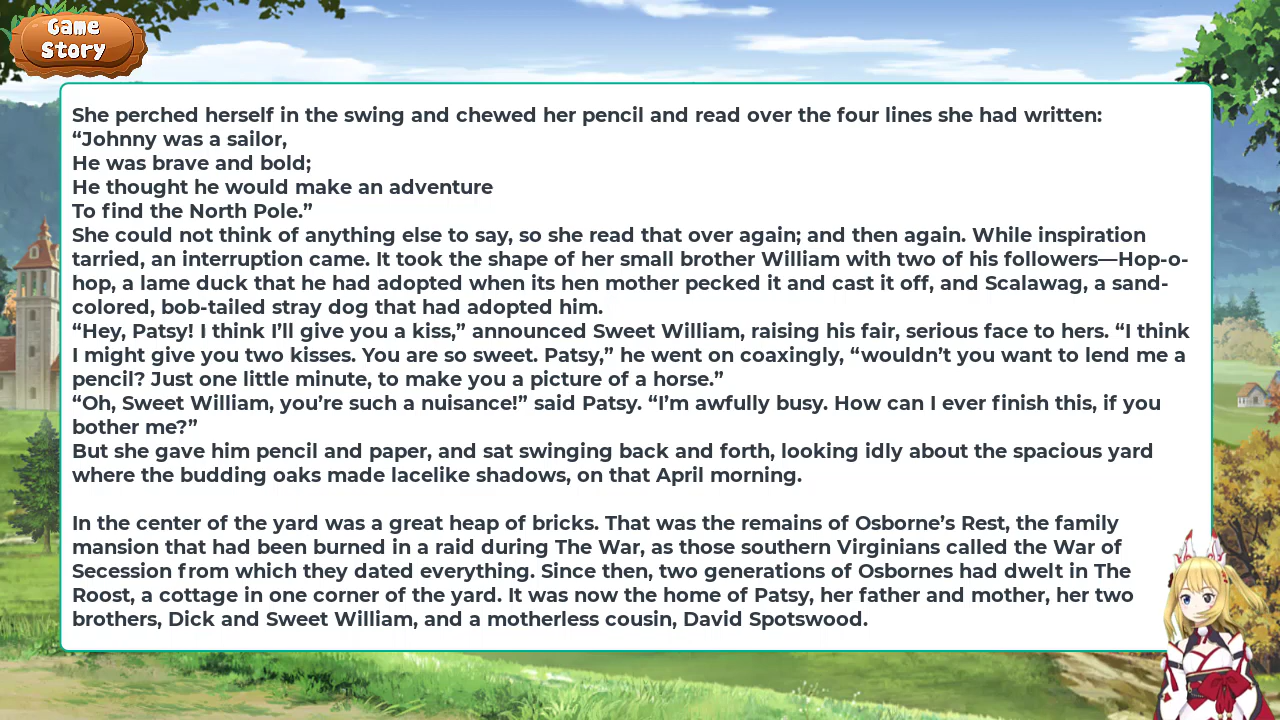 Game
Story
She perched herself in the swing and chewed her pencil and read over the four lines she had written:
“Johnny was a sailor,
He was brave and bold;
He thought he would make an adventure
To find the North Pole.”
She could not think of anything else to say, so she read that over again; and then again. While inspiration
tarried, an interruption came. It took the shape of her small brother William with two of his followers—Hop-o-
hop, a lame duck that he had adopted when its hen mother pecked it and cast it off, and Scalawag, a sand-
colored, bob-tailed stray dog that had adopted him.
“Hey, Patsy! I think I’ll give you a kiss,” announced Sweet William, raising his fair, serious face to hers. “I think
I might give you two kisses. You are so sweet. Patsy,” he went on coaxingly, “wouldn’t you want to lend me a
pencil? Just one little minute, to make you a picture of a horse.”
“Oh, Sweet William, you’re such a nuisance!” said Patsy. “I’m awfully busy. How can I ever finish this, if you
bother me?”
But she gave him pencil and paper, and sat swinging back and forth, looking idly about the spacious yard
where the budding oaks made lacelike shadows, on that April morning.
In the center of the yard was a great heap of bricks. That was the remains of Osborne’s Rest, the family
mansion that had been burned in a raid during The War, as those southern Virginians called the War of
Secession from which they dated everything. Since then, two generations of Osbornes had dwelt in The
Roost, a cottage in one corner of the yard. It was now the home of Patsy, her father and mother, her two
brothers, Dick and Sweet William, and a motherless cousin, David Spotswood.